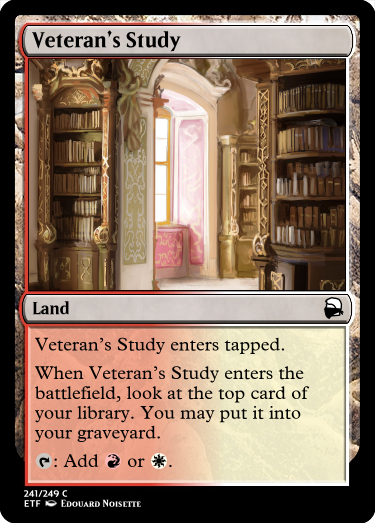 Veteran's Study
Land
Veteran's Study enters tapped.
When Veteran's Study enters the
battlefield, look at the top card of
your library. You may put it into
your graveyard.
: Add or .
241/249 C
ETF Edouard Noisette